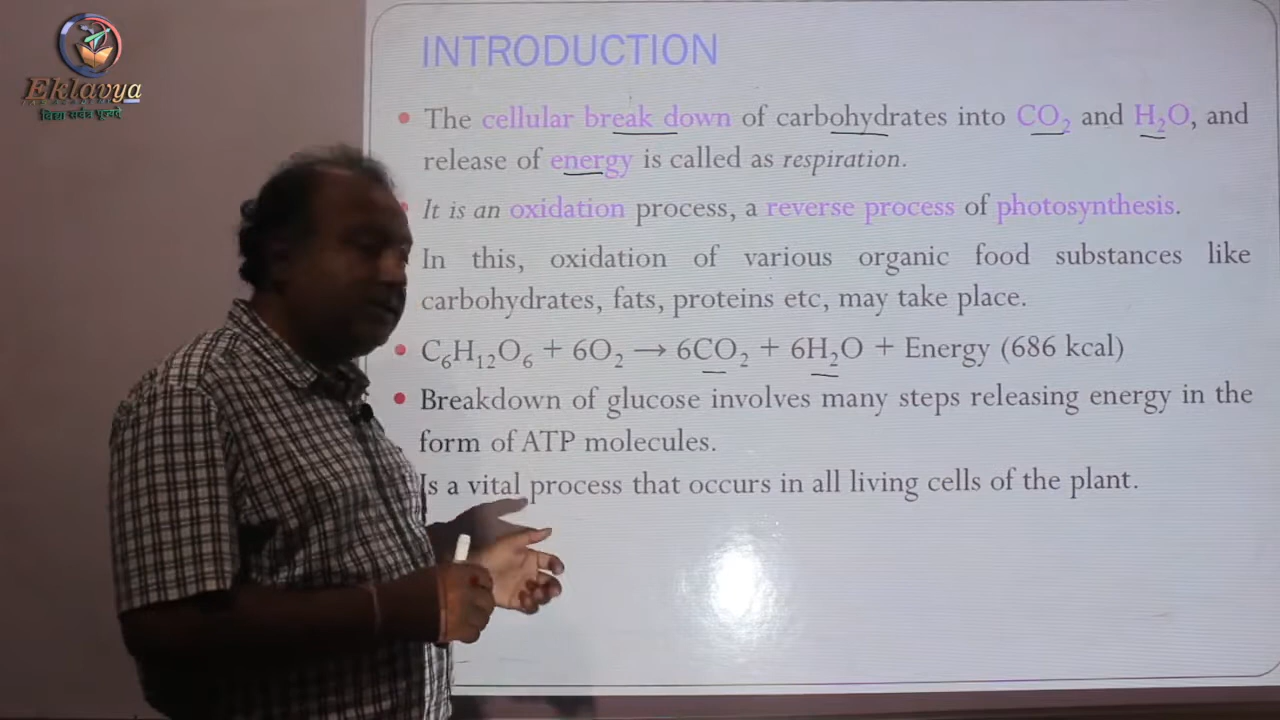 Eklavya
INTRODUCTION
• The cellular break down of carbohydrates into CO₂ and H₂O, and
release of energy is called as respiration.
• It is an oxidation process, a reverse process of photosynthesis.
In this, oxidation of various organic food substances like
carbohydrates, fats, proteins etc, may take place.
• C₆H₁₂O₆ + 6O₂ → 6CO₂ + 6H₂O + Energy (686 kcal)
• Breakdown of glucose involves many steps releasing energy in the
form of ATP molecules.
Is a vital process that occurs in all living cells of the plant.